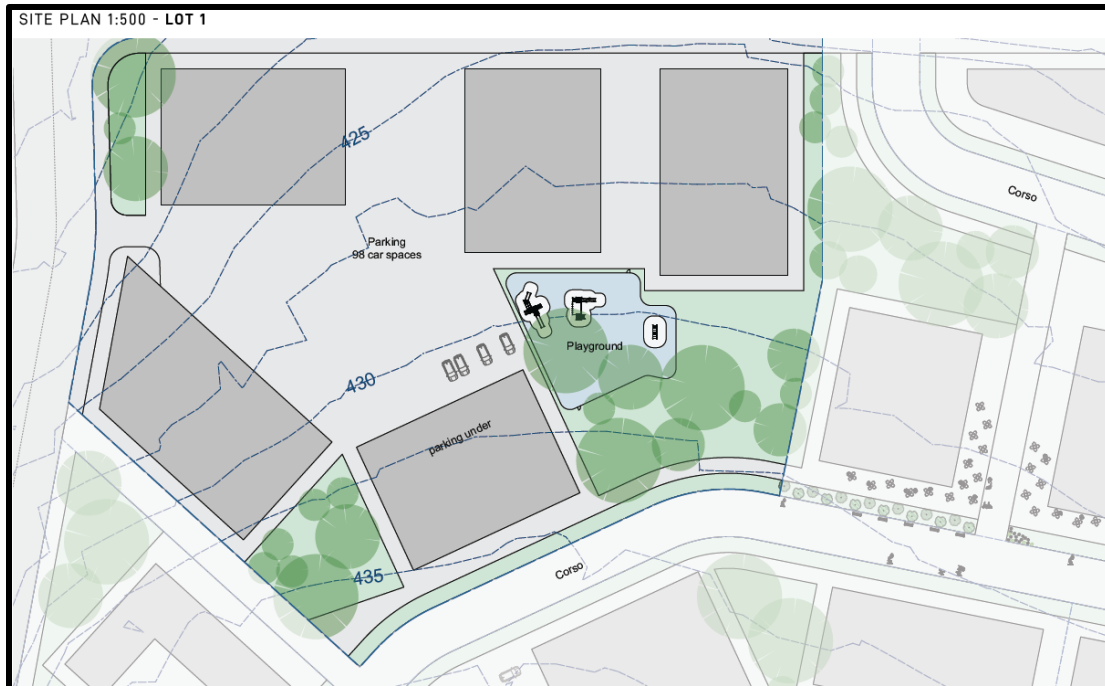 SITE PLAN 1:500 - LOT 1
425
Corso
Parking
98 car spaces
Playground
430
parking under
Corso
435